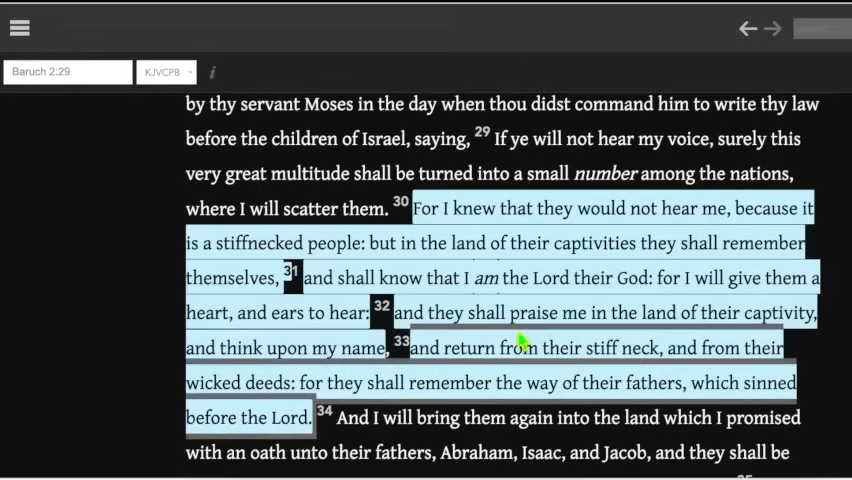 Baruch 2:29
KJVCPB
i
by thy servant Moses in the day when thou didst command him to write thy law
before the children of Israel, saying, 29 If ye will not hear my voice, surely this
very great multitude shall be turned into a small number among the nations,
where I will scatter them. 30 For I knew that they would not hear me, because it
is a stiffnecked people: but in the land of their captivities they shall remember
themselves, 31 and shall know that I am the Lord their God: for I will give them a
heart, and ears to hear: 32 and they shall praise me in the land of their captivity,
and think upon my name, 33 and return from their stiff neck, and from their
wicked deeds: for they shall remember the way of their fathers, which sinned
before the Lord. 34 And I will bring them again into the land which I promised
with an oath unto their fathers, Abraham, Isaac, and Jacob, and they shall be